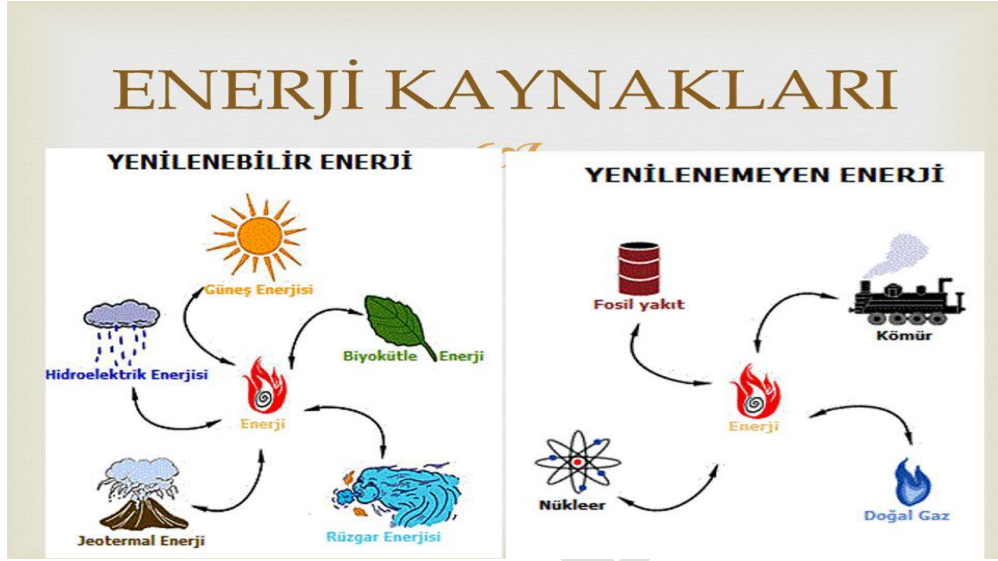 ENERJİ KAYNAKLARI
YENİLENEBİLİR ENERJİ
Güneş Enerjisi
Hidroelektrik Enerjisi
Biyokütle Enerji
Enerji
Jeotermal Enerji
Rüzgar Enerjisi
YENİLENEMEYEN ENERJİ
Fosil yakıt
Kömür
Enerji
Nükleer
Doğal Gaz